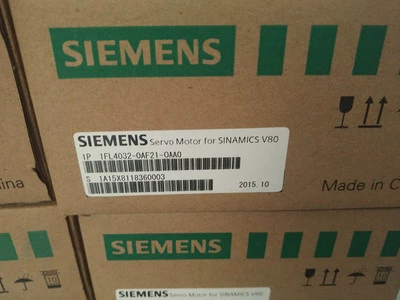 SIEMENS
SIEMENS Servo Motor for SINAMICS V80
1P 1FL4032-0AF21-0AA0
S 1A15X8118360003
2015.10
ina
Made in C
SIEMENS
SIEMENS Servo Motor for SINAMICS V80